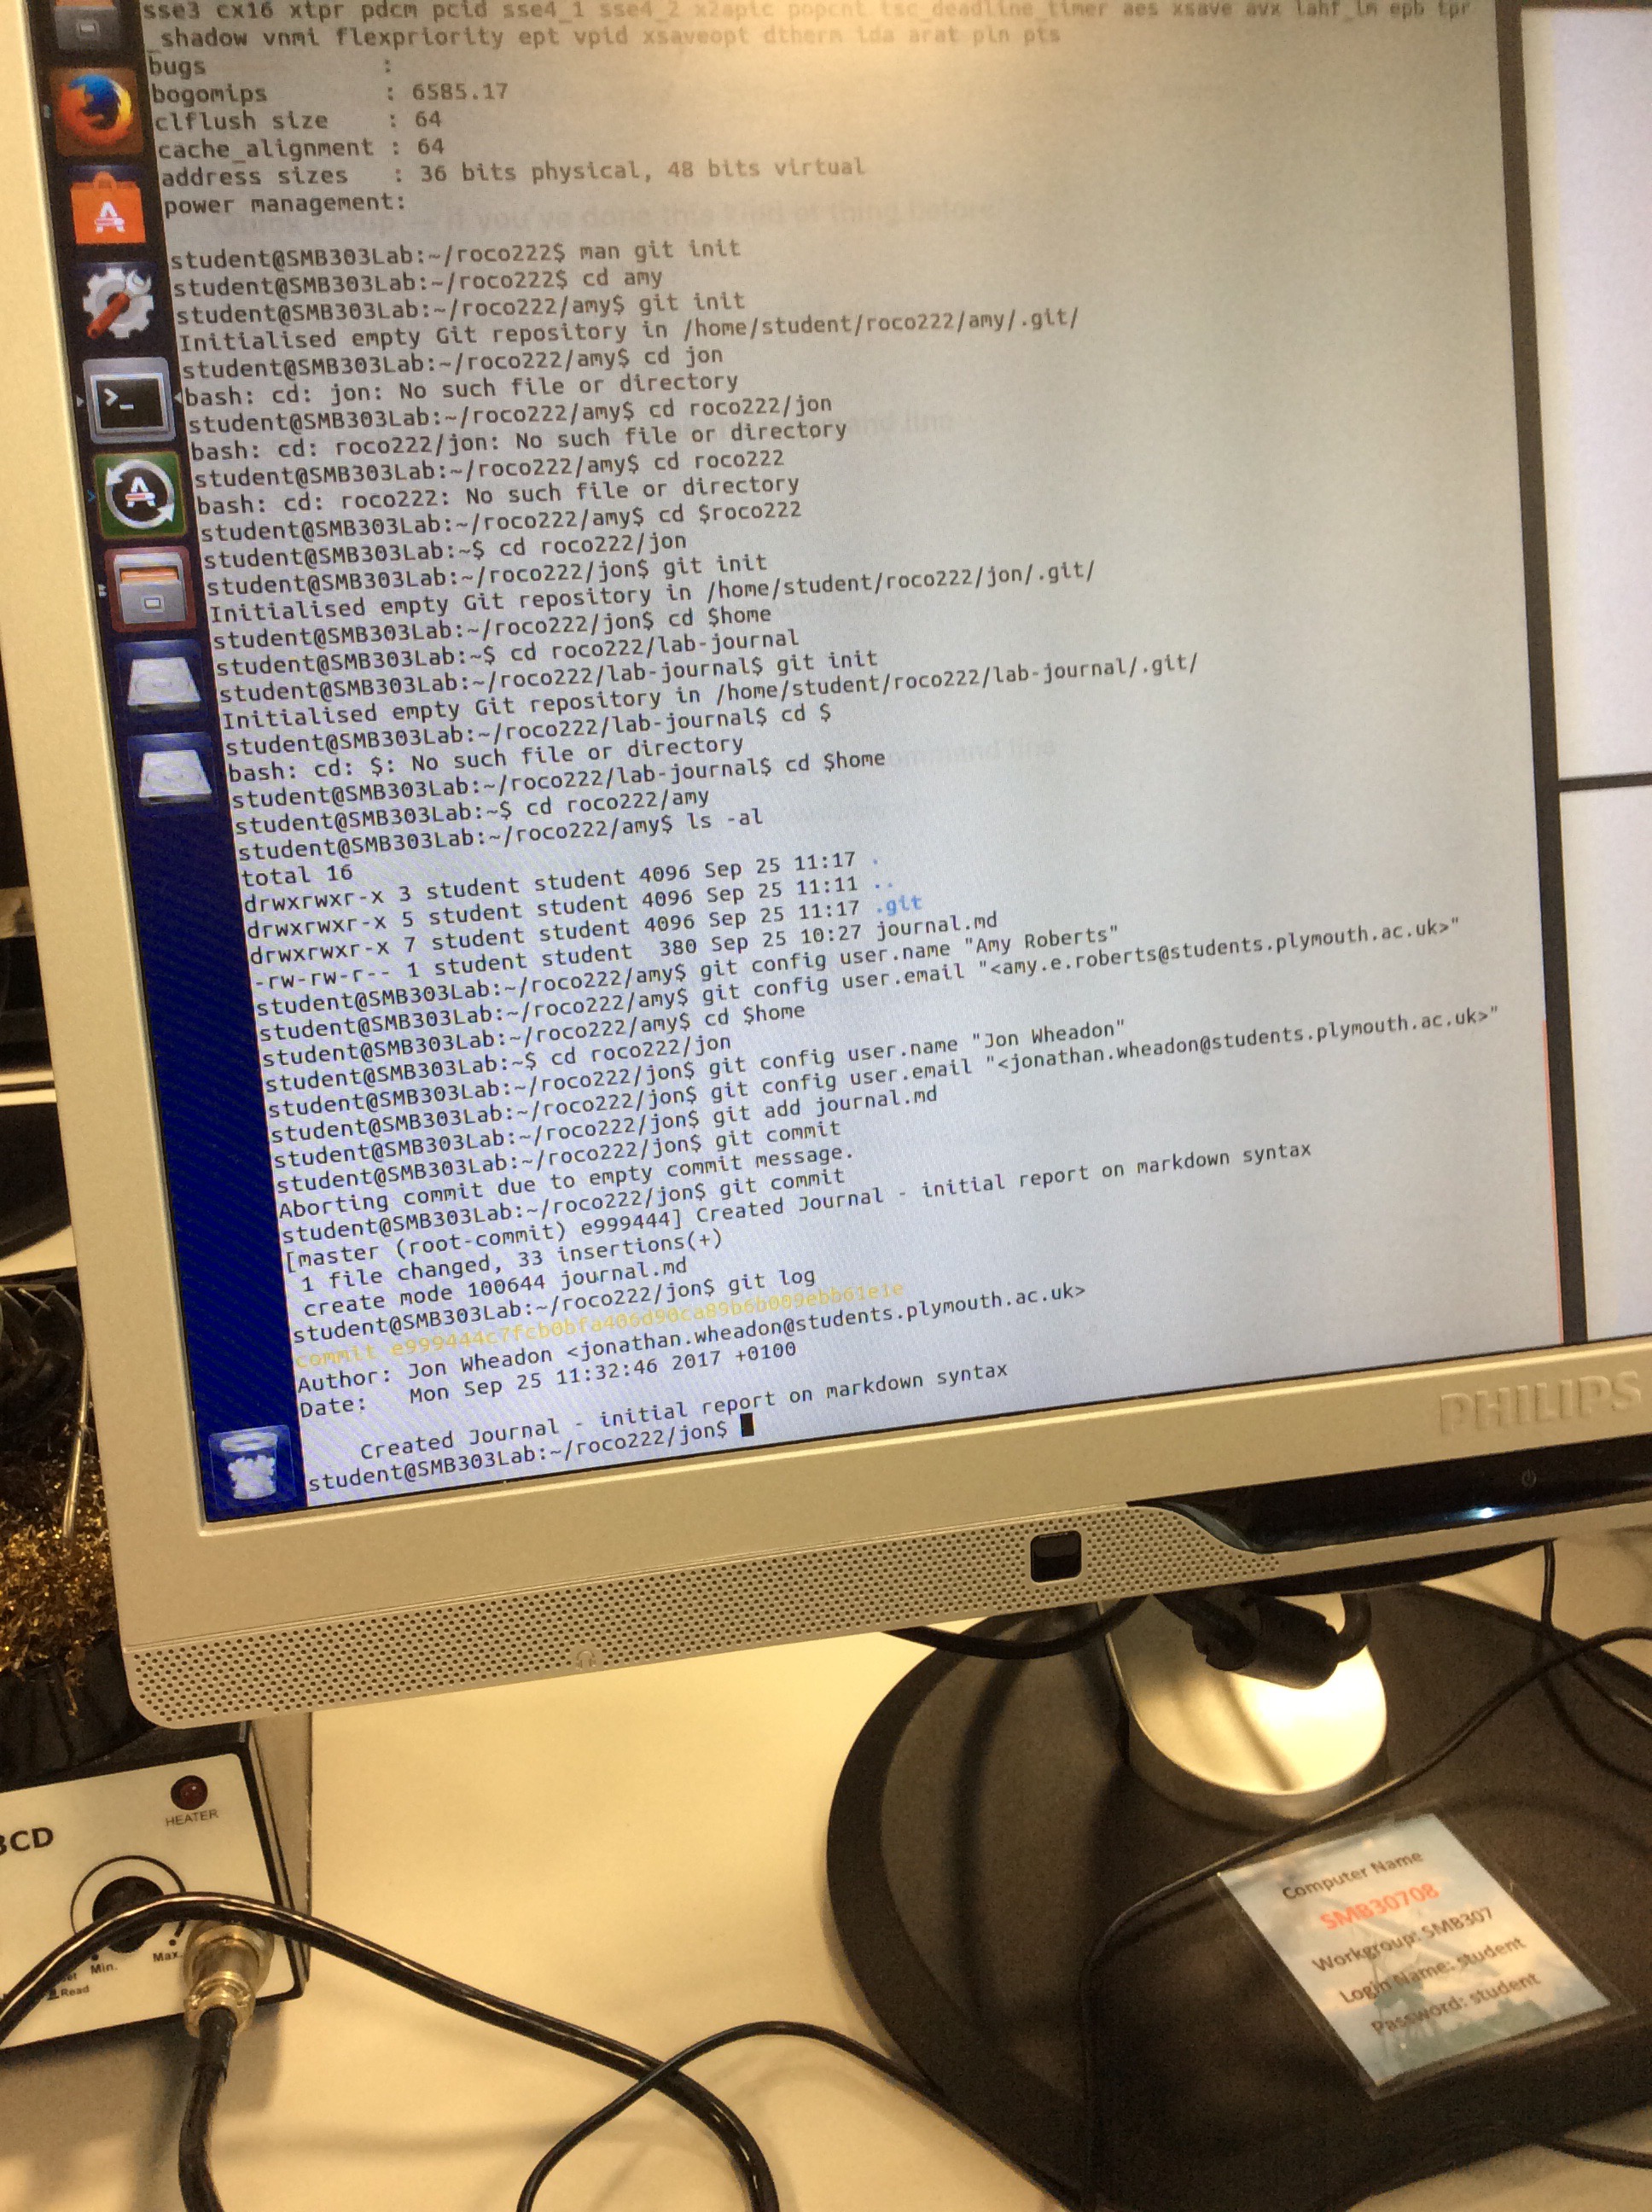 sse3 cx16 xtpr pdcm pcid sse4_1 sse4_2 x2apic popcnt tsc_deadline_timer aes xsave avx lahf_lm epb tpr
_shadow vnmi flexpriority ept vpid xsaveopt dtherm ida arat pln pts
bugs :
bogomips : 6585.17
clflush size : 64
cache_alignment : 64
address sizes : 36 bits physical, 48 bits virtual
power management:
student@SMB303Lab:~/roco222$ man git init
student@SMB303Lab:~/roco222$ cd amy
student@SMB303Lab:~/roco222/amy$ git init
Initialised empty Git repository in /home/student/roco222/amy/.git/
student@SMB303Lab:~/roco222/amy$ cd jon
bash: cd: jon: No such file or directory
student@SMB303Lab:~/roco222/amy$ cd roco222/jon
bash: cd: roco222/jon: No such file or directory
student@SMB303Lab:~/roco222/amy$ cd roco222
bash: cd: roco222: No such file or directory
student@SMB303Lab:~/roco222/amy$ cd $roco222
student@SMB303Lab:~$ cd roco222/jon
student@SMB303Lab:~/roco222/jon$ git init
Initialised empty Git repository in /home/student/roco222/jon/.git/
student@SMB303Lab:~/roco222/jon$ cd $home
student@SMB303Lab:~$ cd roco222/lab-journal
student@SMB303Lab:~/roco222/lab-journal$ git init
Initialised empty Git repository in /home/student/roco222/lab-journal/.git/
student@SMB303Lab:~/roco222/lab-journal$ cd $
bash: cd: $: No such file or directory
student@SMB303Lab:~/roco222/lab-journal$ cd $home
student@SMB303Lab:~$ cd roco222/amy
student@SMB303Lab:~/roco222/amy$ ls -al
total 16
drwxrwxr-x 3 student student 4096 Sep 25 11:17 .
drwxrwxr-x 5 student student 4096 Sep 25 11:11 ..
drwxrwxr-x 7 student student 4096 Sep 25 11:17 .git
-rw-rw-r-- 1 student student 380 Sep 25 10:27 journal.md
student@SMB303Lab:~/roco222/amy$ git config user.name "Amy Roberts"
student@SMB303Lab:~/roco222/amy$ git config user.email "<amy.e.roberts@students.plymouth.ac.uk>"
student@SMB303Lab:~/roco222/amy$ cd $home
student@SMB303Lab:~$ cd roco222/jon
student@SMB303Lab:~/roco222/jon$ git config user.name "Jon Wheadon"
student@SMB303Lab:~/roco222/jon$ git config user.email "<jonathan.wheadon@students.plymouth.ac.uk>"
student@SMB303Lab:~/roco222/jon$ git add journal.md
student@SMB303Lab:~/roco222/jon$ git commit
Aborting commit due to empty commit message.
student@SMB303Lab:~/roco222/jon$ git commit
[master (root-commit) e999444] Created Journal - initial report on markdown syntax
1 file changed, 33 insertions(+)
create mode 100644 journal.md
student@SMB303Lab:~/roco222/jon$ git log
commit e999444c7fcb0bfa406d90ca89b6b009ebb61e1e
Author: Jon Wheadon <jonathan.wheadon@students.plymouth.ac.uk>
Date: Mon Sep 25 11:32:46 2017 +0100
Created Journal - initial report on markdown syntax
student@SMB303Lab:~/roco222/jon$
PHILIPS
HEATER
BCD
Min.
Max.
Read
Computer Name
SMB30708
Workgroup: SMB307
Login Name: student
Password: student